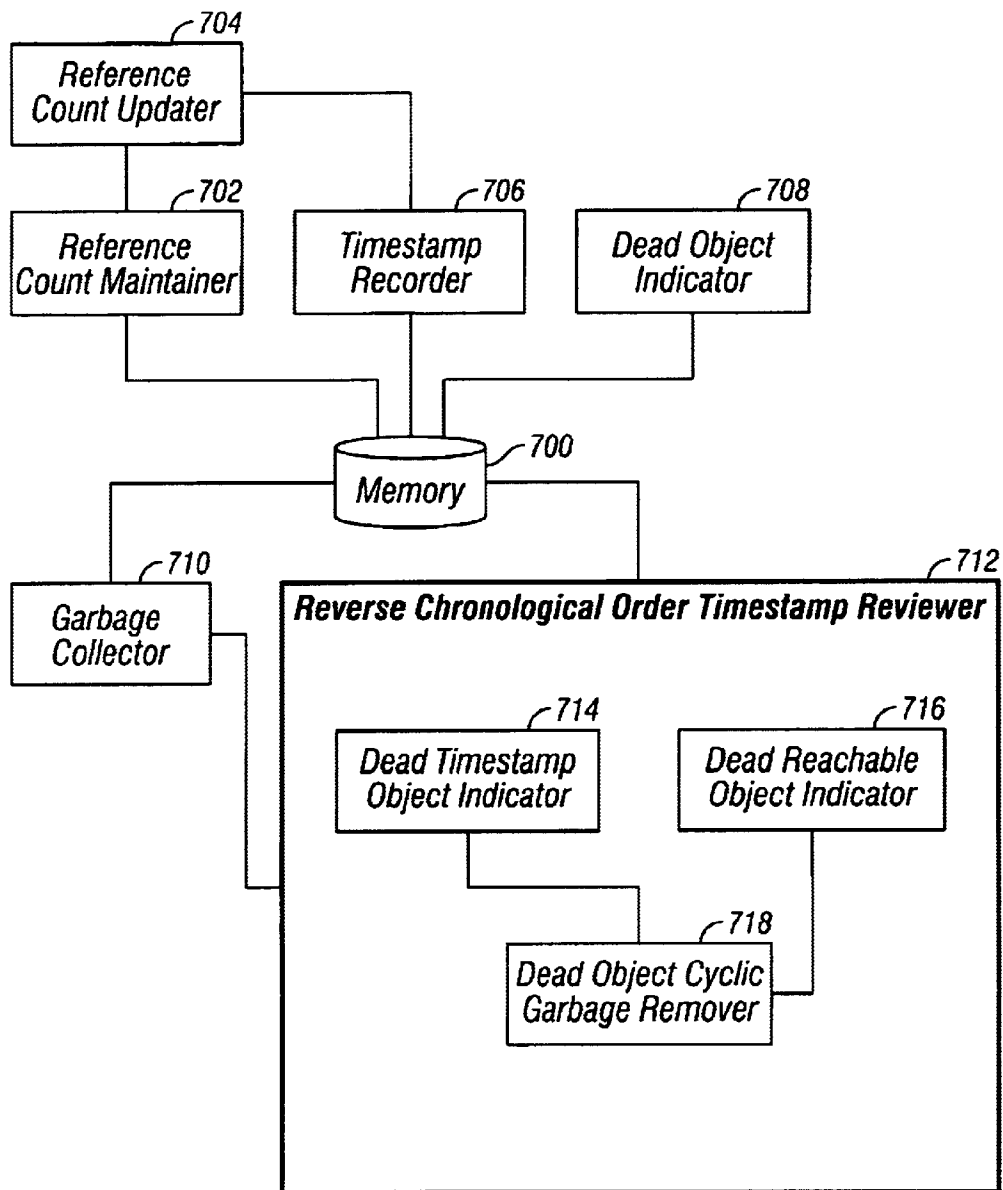 704
Reference
Count Updater
702
Reference
Count Maintainer
706
Timestamp
Recorder
708
Dead Object
Indicator
700
Memory
710
Garbage
Collector
712
Reverse Chronological Order Timestamp Reviewer
714
Dead Timestamp
Object Indicator
716
Dead Reachable
Object Indicator
718
Dead Object Cyclic
Garbage Remover